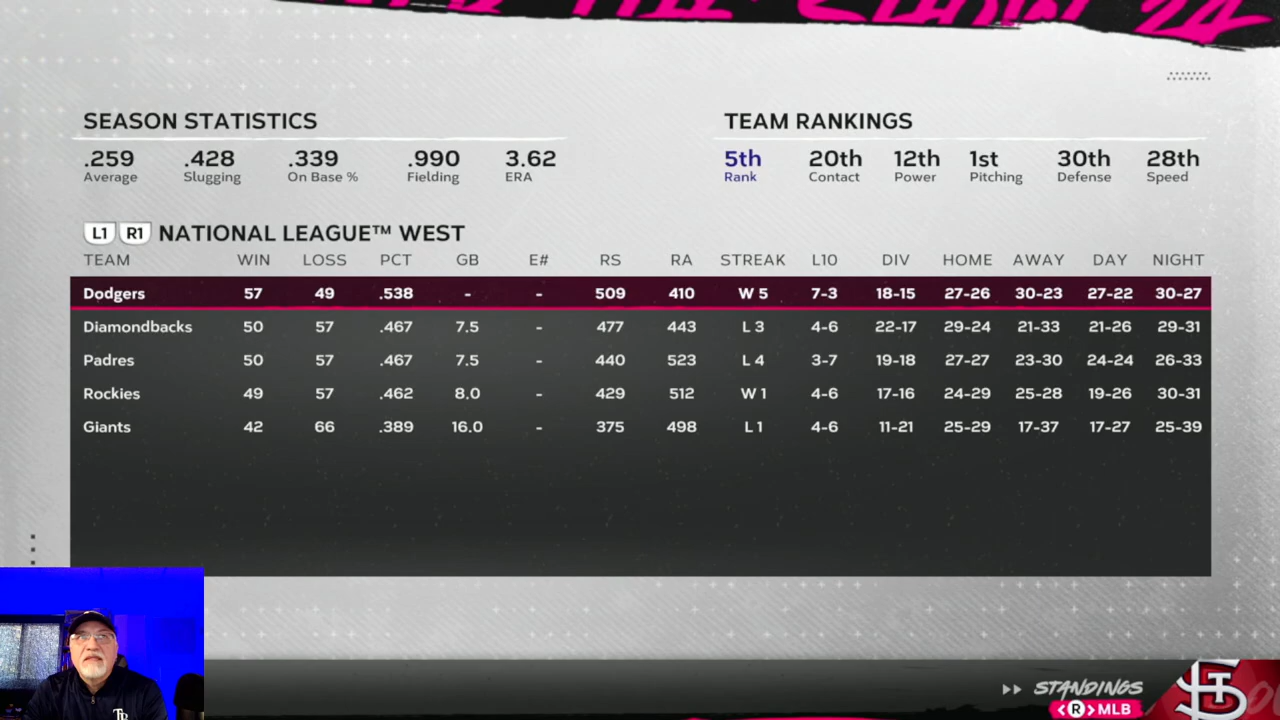 THE SHOW 24
SEASON STATISTICS
.259 .428 .339 .990 3.62
Average Slugging On Base % Fielding ERA
TEAM RANKINGS
5th 20th 12th 1st 30th 28th
Rank Contact Power Pitching Defense Speed
L1 R1 NATIONAL LEAGUE™ WEST
TEAM WIN LOSS PCT GB E# RS RA STREAK L10 DIV HOME AWAY DAY NIGHT
Dodgers 57 49 .538 - - 509 410 W 5 7-3 18-15 27-26 30-23 27-22 30-27
Diamondbacks 50 57 .467 7.5 - 477 443 L 3 4-6 22-17 29-24 21-33 21-26 29-31
Padres 50 57 .467 7.5 - 440 523 L 4 3-7 19-18 27-27 23-30 24-24 26-33
Rockies 49 57 .462 8.0 - 429 512 W 1 4-6 17-16 24-29 25-28 19-26 30-31
Giants 42 66 .389 16.0 - 375 498 L 1 4-6 11-21 25-29 17-37 17-27 25-39
STANDINGS
R MLB
STL
TB